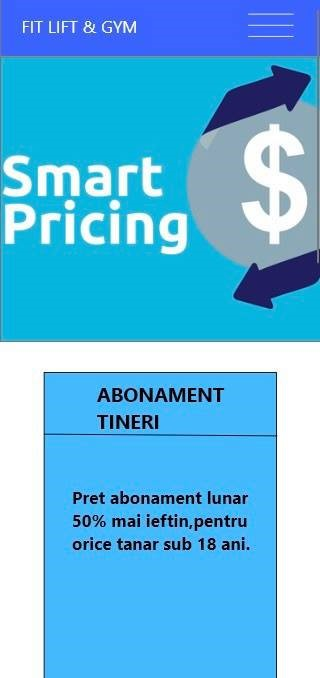 FIT LIFT & GYM
Smart
Pricing
$
ABONAMENT
TINERI
Pret abonament lunar
50% mai ieftin,pentru
orice tanar sub 18 ani.